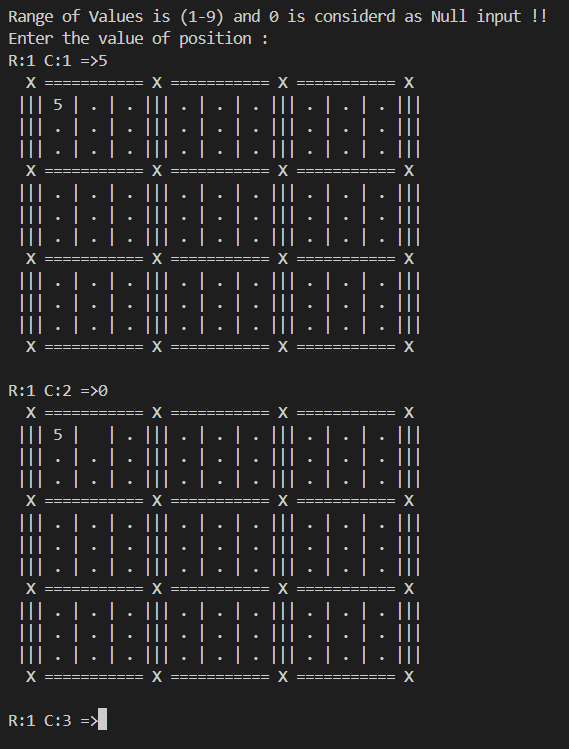 Range of Values is (1-9) and 0 is considerd as Null input !!
Enter the value of position :
R:1 C:1 =>5
  X =========== X =========== X =========== X
 ||| 5 | . | . ||| . | . | . ||| . | . | . |||
 ||| . | . | . ||| . | . | . ||| . | . | . |||
 ||| . | . | . ||| . | . | . ||| . | . | . |||
  X =========== X =========== X =========== X
 ||| . | . | . ||| . | . | . ||| . | . | . |||
 ||| . | . | . ||| . | . | . ||| . | . | . |||
 ||| . | . | . ||| . | . | . ||| . | . | . |||
  X =========== X =========== X =========== X
 ||| . | . | . ||| . | . | . ||| . | . | . |||
 ||| . | . | . ||| . | . | . ||| . | . | . |||
 ||| . | . | . ||| . | . | . ||| . | . | . |||
  X =========== X =========== X =========== X

R:1 C:2 =>0
  X =========== X =========== X =========== X
 ||| 5 |   | . ||| . | . | . ||| . | . | . |||
 ||| . | . | . ||| . | . | . ||| . | . | . |||
 ||| . | . | . ||| . | . | . ||| . | . | . |||
  X =========== X =========== X =========== X
 ||| . | . | . ||| . | . | . ||| . | . | . |||
 ||| . | . | . ||| . | . | . ||| . | . | . |||
 ||| . | . | . ||| . | . | . ||| . | . | . |||
  X =========== X =========== X =========== X
 ||| . | . | . ||| . | . | . ||| . | . | . |||
 ||| . | . | . ||| . | . | . ||| . | . | . |||
 ||| . | . | . ||| . | . | . ||| . | . | . |||
  X =========== X =========== X =========== X

R:1 C:3 =>